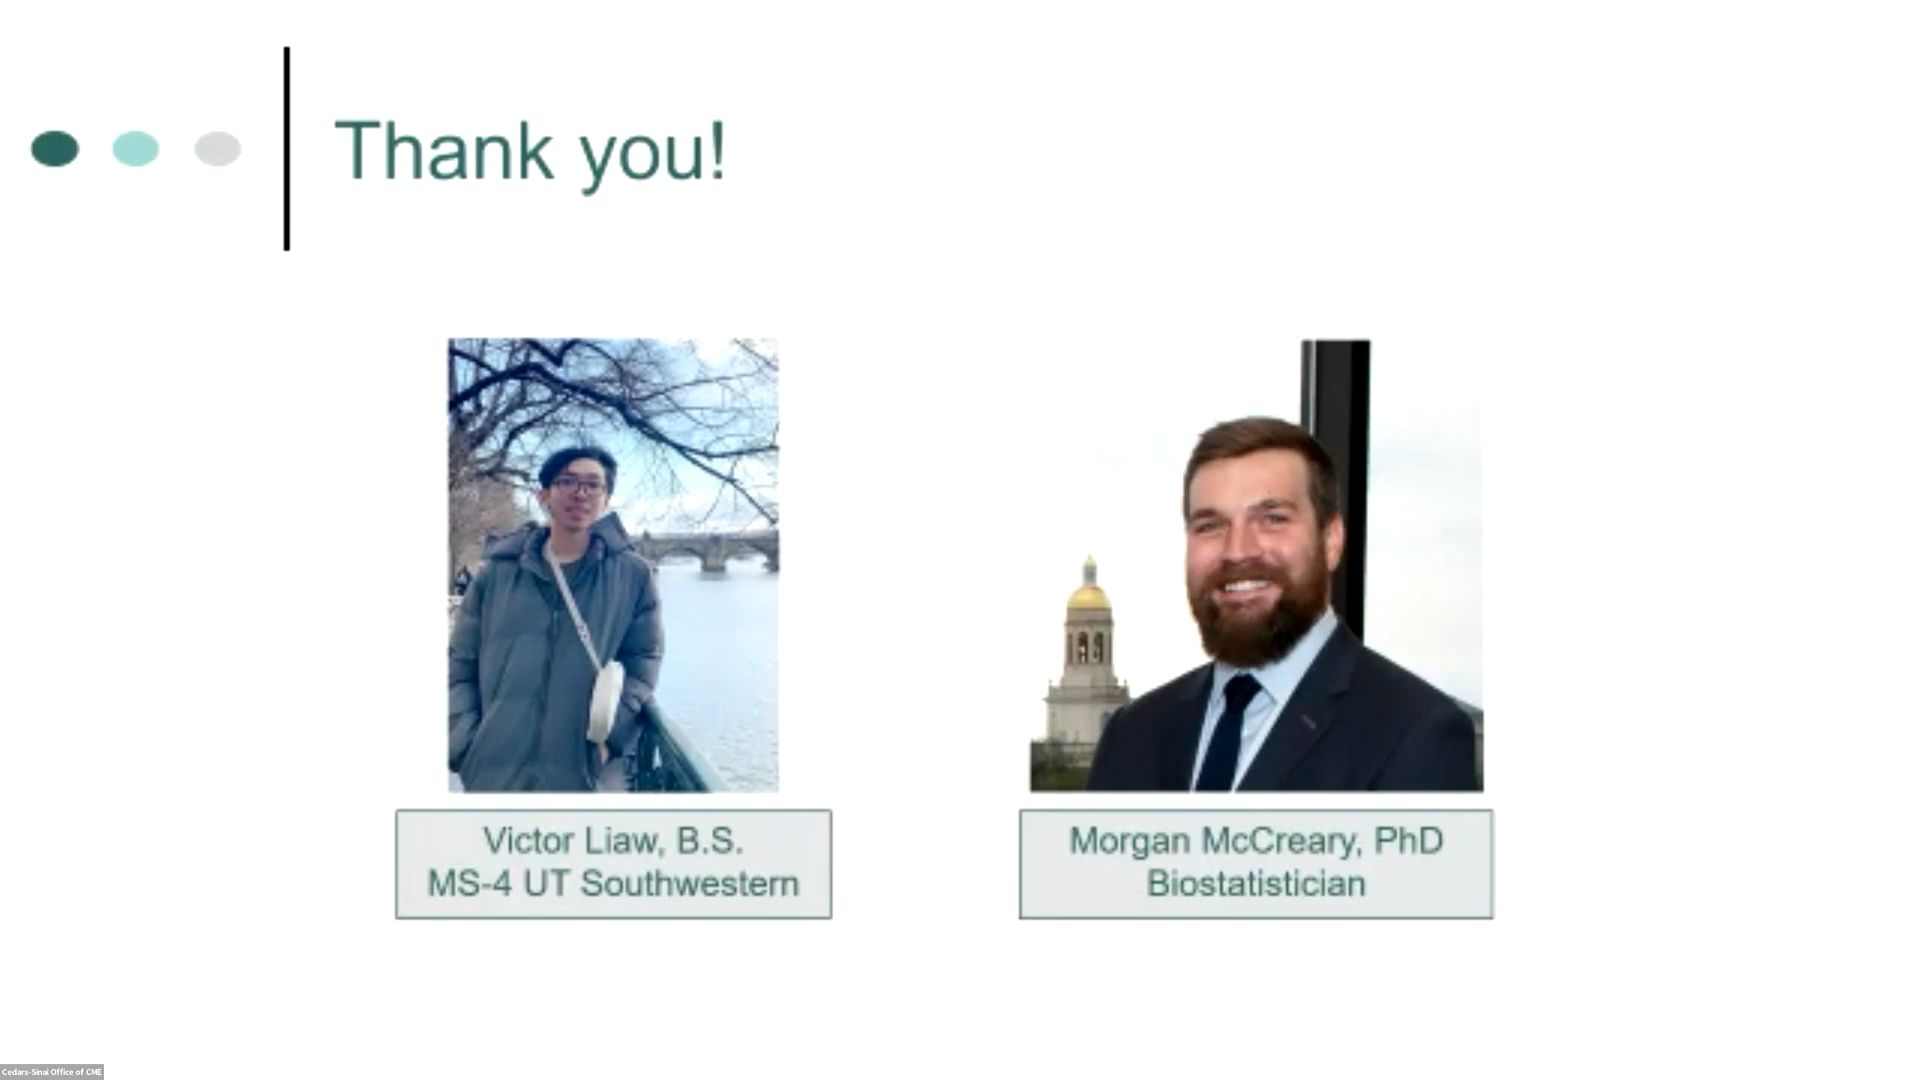 Thank you!
Victor Liaw, B.S.
MS-4 UT Southwestern
Morgan McCreary, PhD
Biostatistician
Cedars-Sinai Office of CME